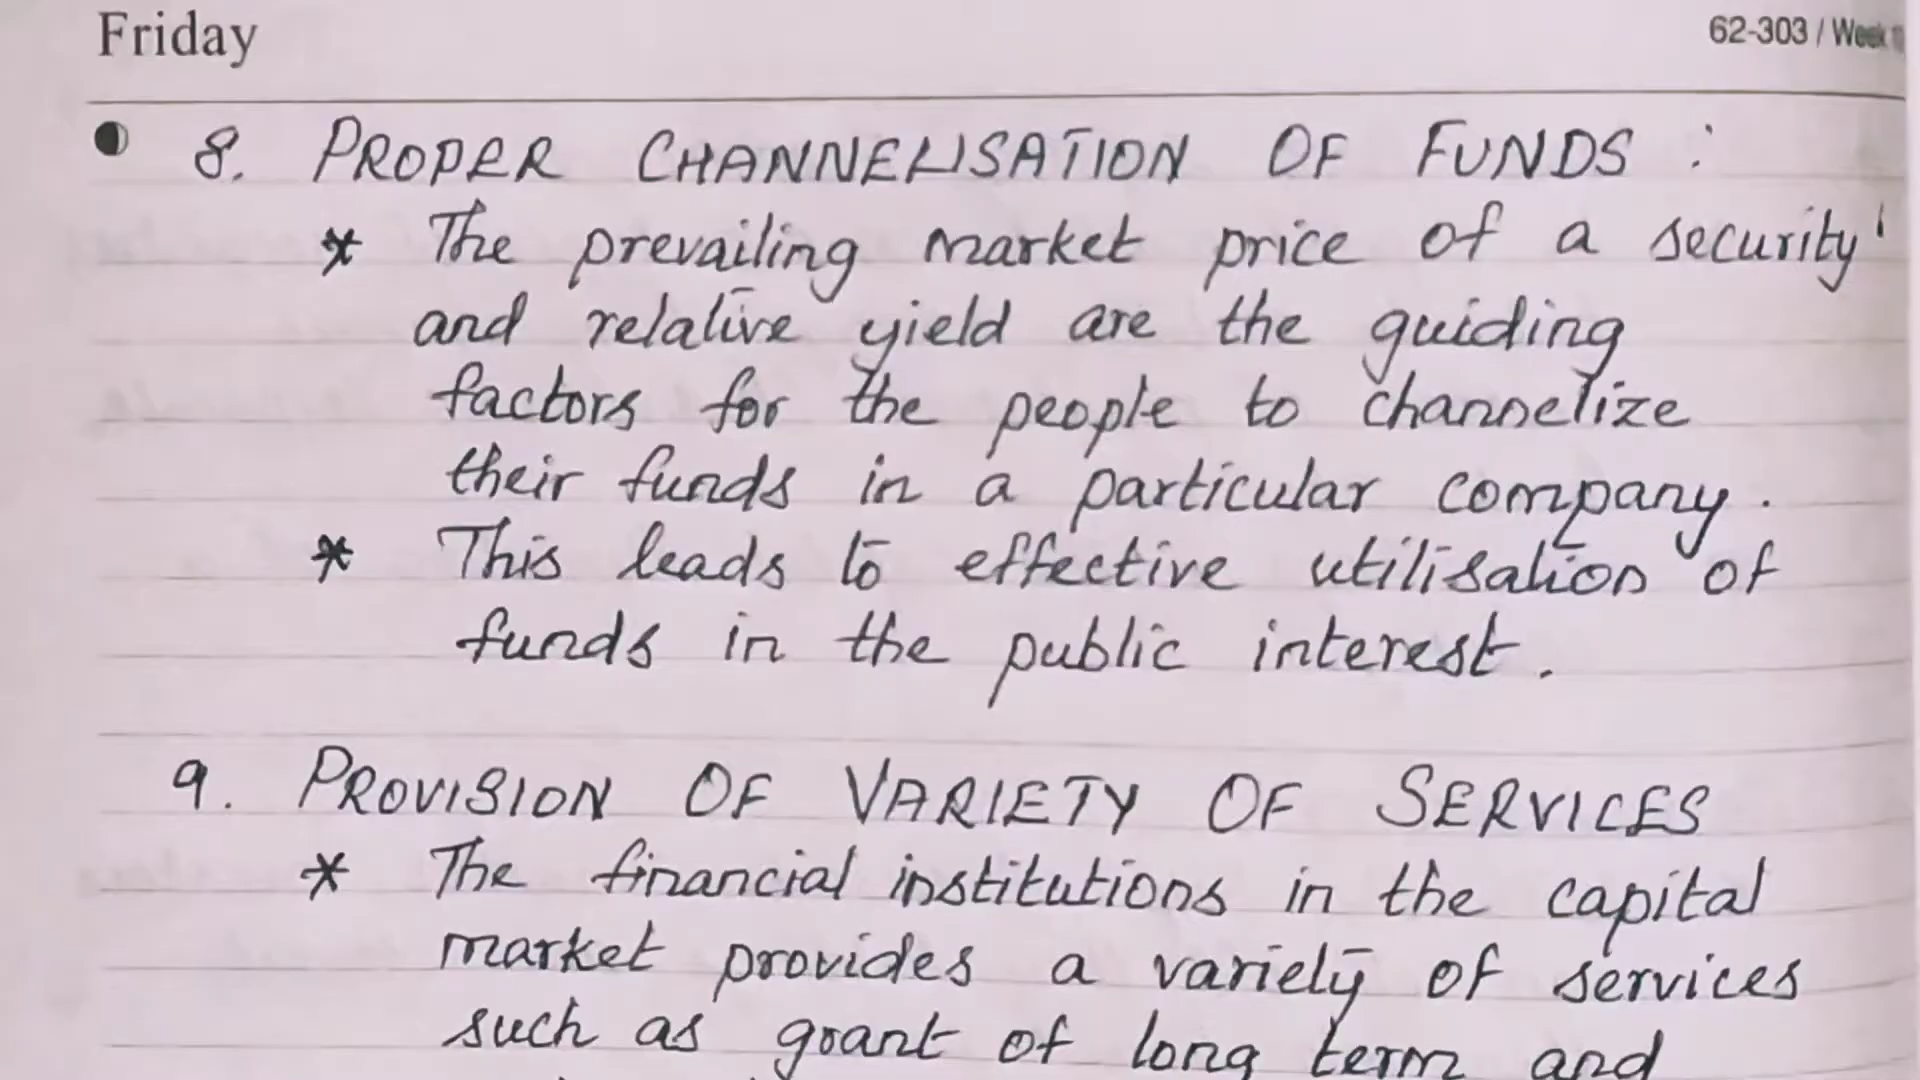 Friday
62-303 / Week
8. PROPER CHANNELISATION OF FUNDS :
* The prevailing market price of a security
and relative yield are the guiding
factors for the people to channelize
their funds in a particular company.
* This leads to effective utilisation of
funds in the public interest.
9. PROVISION OF VARIETY OF SERVICES
* The financial institutions in the capital
market provides a variety of services
such as grant of long term and